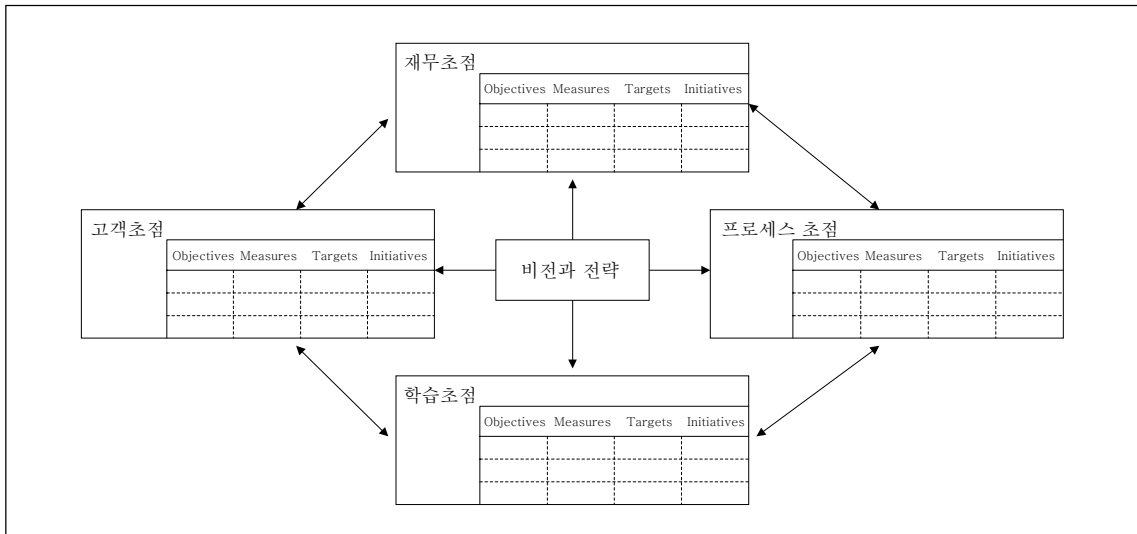 재무초점
Objectives Measures Targets Initiatives
고객초점
Objectives Measures Targets Initiatives
비전과 전략
프로세스 초점
Objectives Measures Targets Initiatives
학습초점
Objectives Measures Targets Initiatives